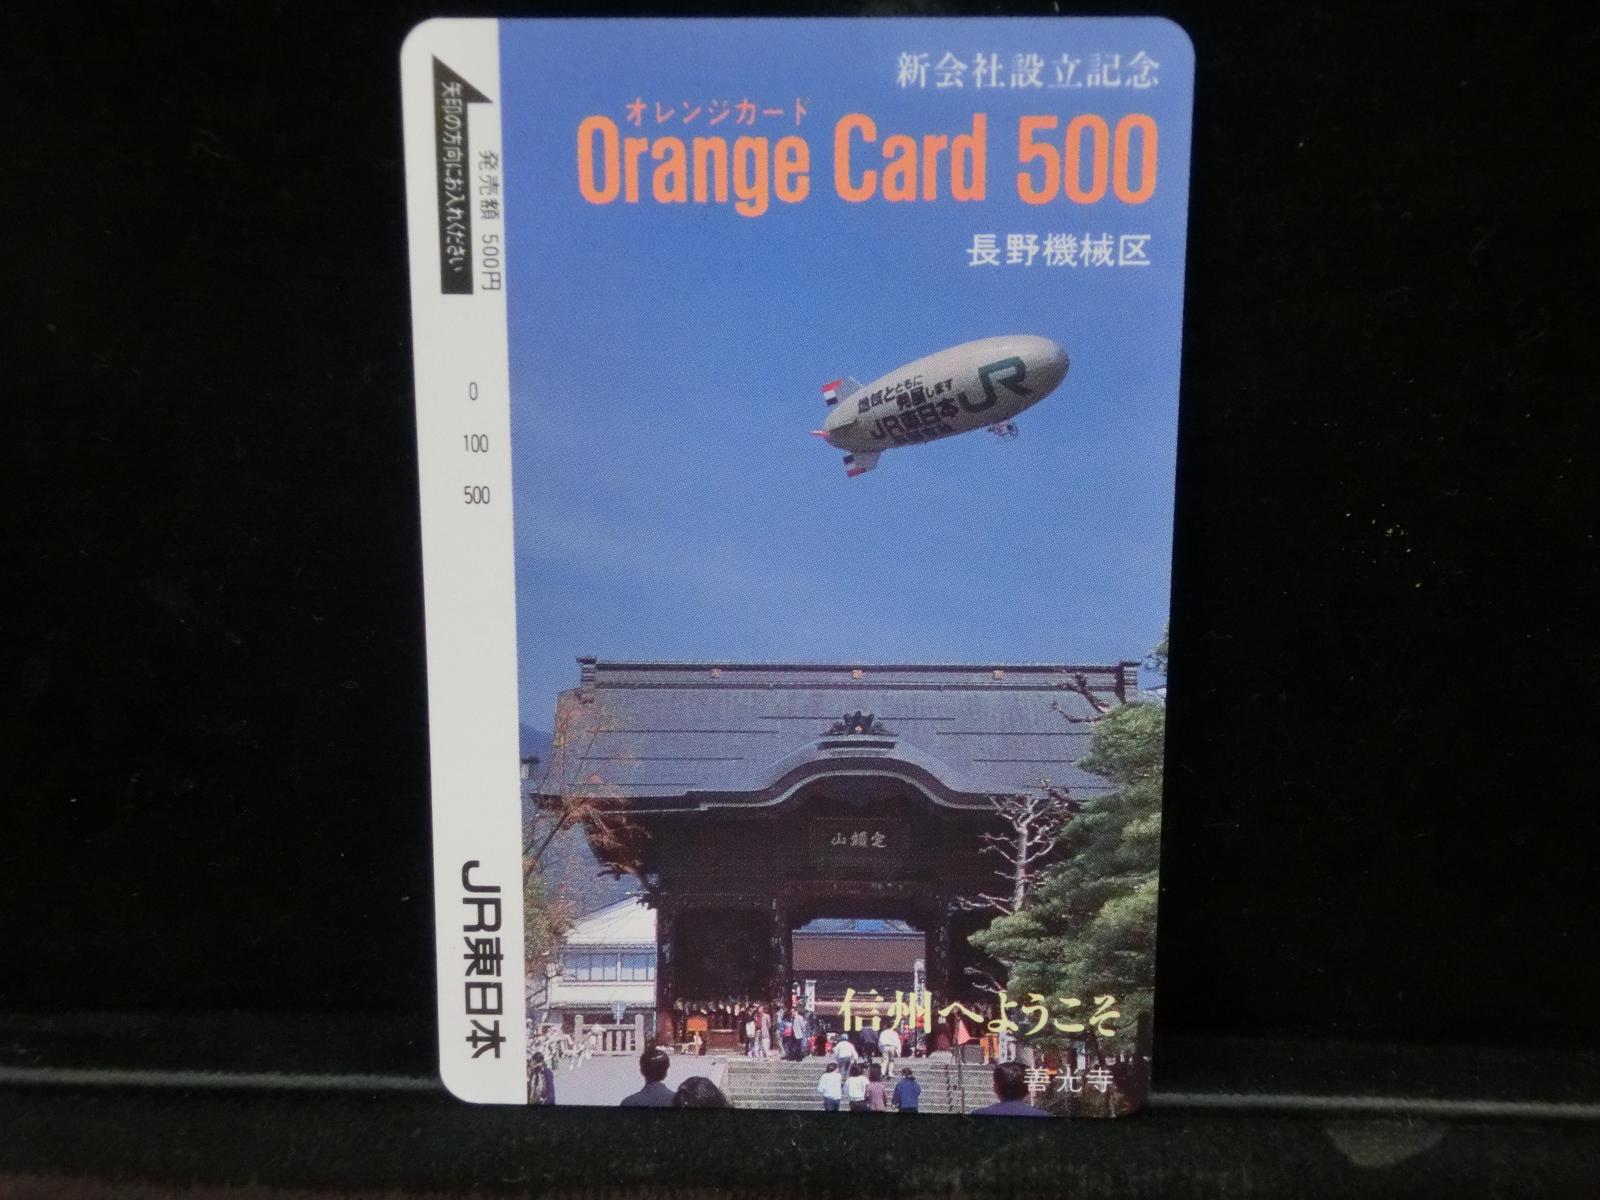 新会社設立記念
オレンジカード
Orange Card 500
長野機械区
地域とともに
発展します
JR東日本
JR
定額山
信州へようこそ
善光寺
矢印の方向にお入れください
発売額 500円
0
100
500
JR東日本